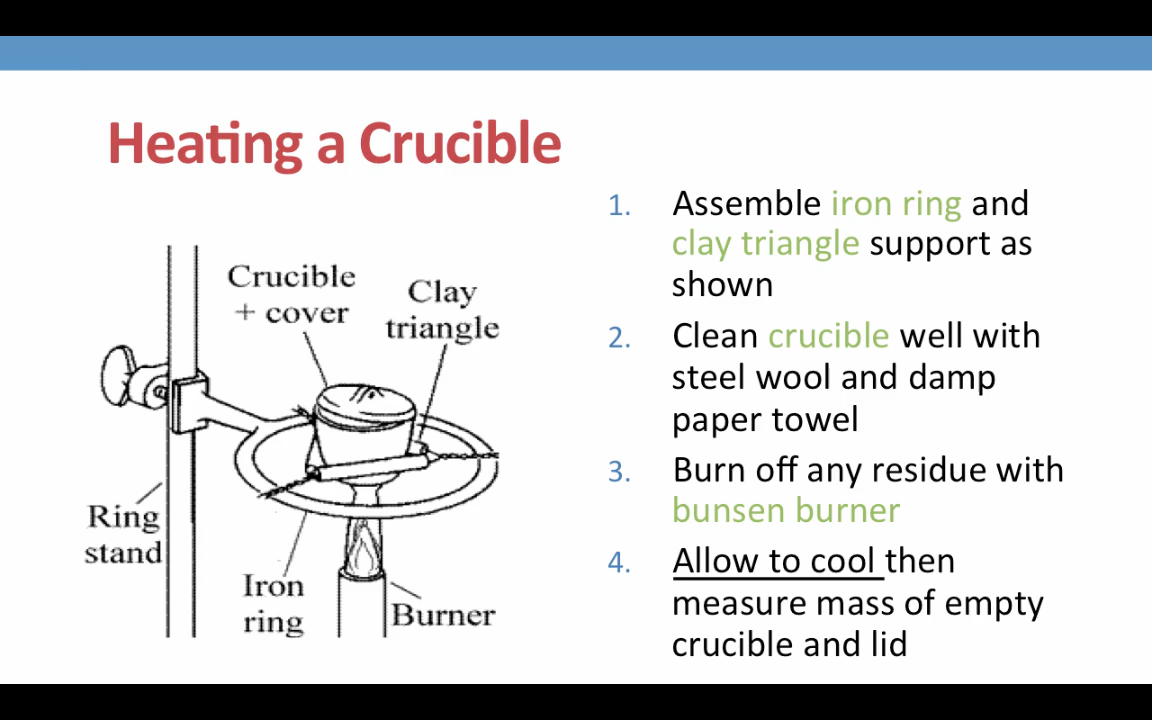 Heating a Crucible
Crucible
+ cover
Clay
triangle
Ring
stand
Iron
ring
Burner
1. Assemble iron ring and
clay triangle support as
shown
2. Clean crucible well with
steel wool and damp
paper towel
3. Burn off any residue with
bunsen burner
4. Allow to cool then
measure mass of empty
crucible and lid